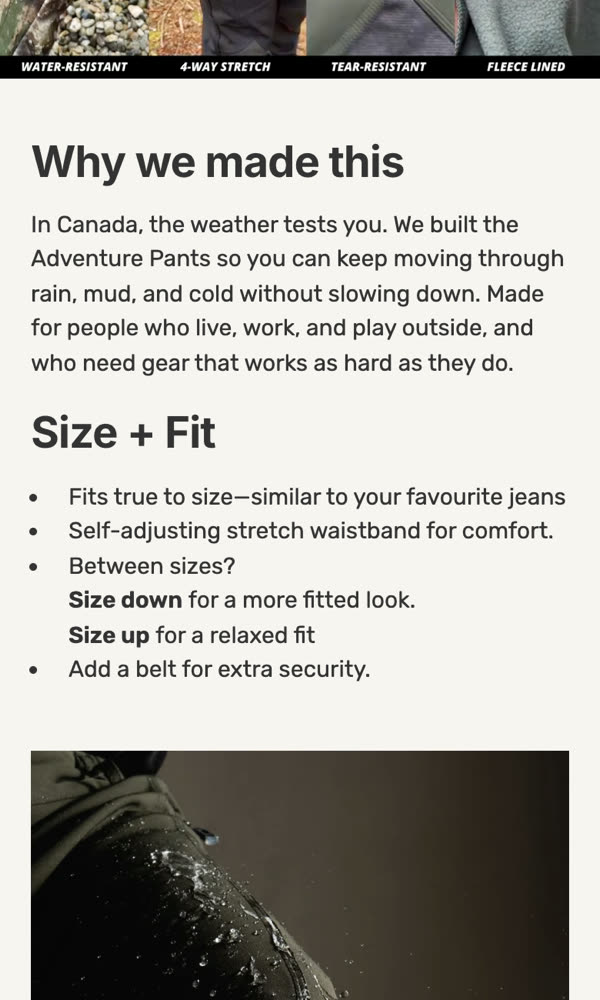 WATER-RESISTANT 4-WAY STRETCH TEAR-RESISTANT FLEECE LINED
Why we made this
In Canada, the weather tests you. We built the
Adventure Pants so you can keep moving through
rain, mud, and cold without slowing down. Made
for people who live, work, and play outside, and
who need gear that works as hard as they do.
Size + Fit
• Fits true to size—similar to your favourite jeans
• Self-adjusting stretch waistband for comfort.
• Between sizes?
Size down for a more fitted look.
Size up for a relaxed fit
• Add a belt for extra security.